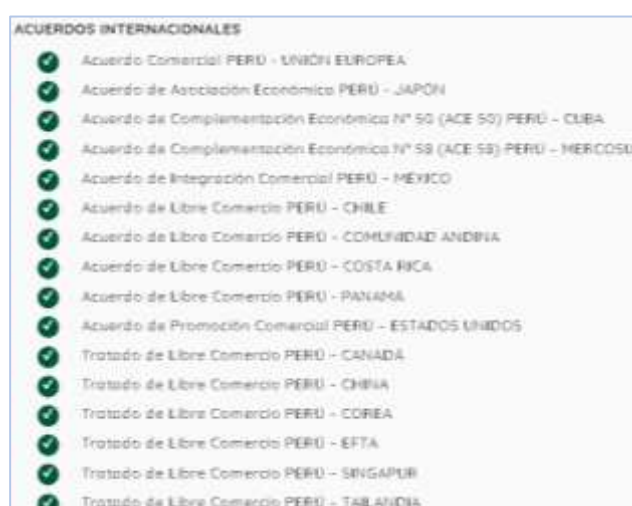 ACUERDOS INTERNACIONALES
Acuerdo Comercial PERÚ - UNIÓN EUROPEA
Acuerdo de Asociación Económico PERÚ - JAPÓN
Acuerdo de Complementación Económica N° 50 (ACE 50) PERÚ - CUBA
Acuerdo de Complementación Económica N° 58 (ACE 58) PERÚ - MERCOSU
Acuerdo de Integración Comercial PERÚ - MÉXICO
Acuerdo de Libre Comercio PERÚ - CHILE
Acuerdo de Libre Comercio PERÚ - COMUNIDAD ANDINA
Acuerdo de Libre Comercio PERÚ - COSTA RICA
Acuerdo de Libre Comercio PERÚ - PANAMA
Acuerdo de Promoción Comercial PERÚ - ESTADOS UNIDOS
Tratado de Libre Comercio PERÚ - CANADÁ
Tratado de Libre Comercio PERÚ - CHINA
Tratado de Libre Comercio PERÚ - COREA
Tratado de Libre Comercio PERÚ - EFTA
Tratado de Libre Comercio PERÚ - SINGAPUR
Tratado de Libre Comercio PERÚ - TAILANDIA